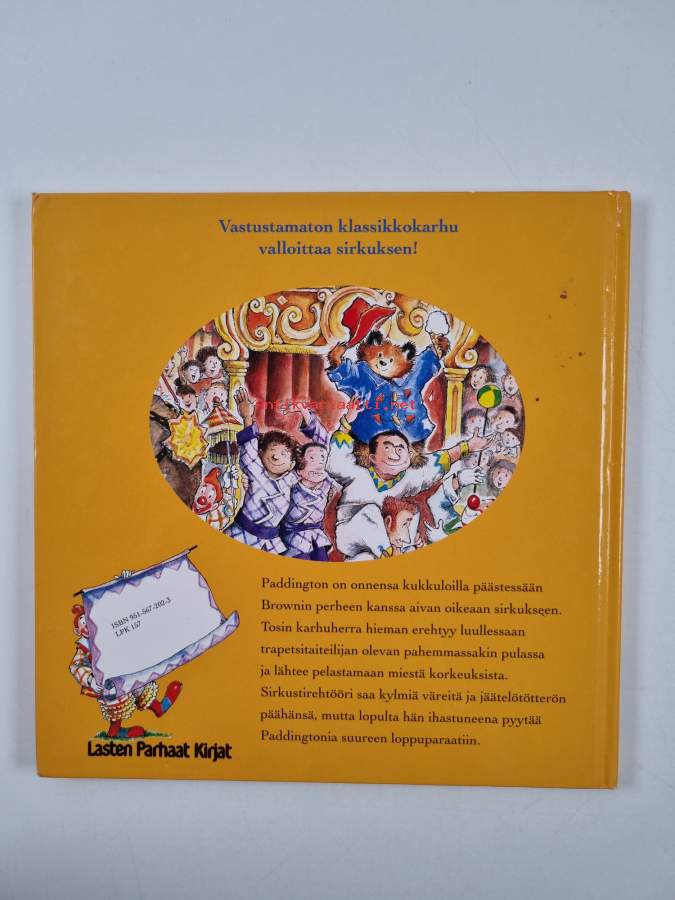 Vastustamaton klassikkokarhu
valloittaa sirkuksen!
antikvariaatti.net
Paddington on onnensa kukkuloilla päästessään
Brownin perheen kanssa aivan oikeaan sirkukseen.
Tosin karhuherra hieman erehtyy luullessaan
trapetsitaiteilijan olevan pahemmassakin pulassa
ja lähtee pelastamaan miestä korkeuksista.
Sirkustirehtööri saa kylmiä väreitä ja jäätelötötterön
päähänsä, mutta lopulta hän ihastuneena pyytää
Paddingtonia suureen loppuparaatiin.
ISBN 951-567-202-3
LPK 157
Lasten Parhaat Kirjat